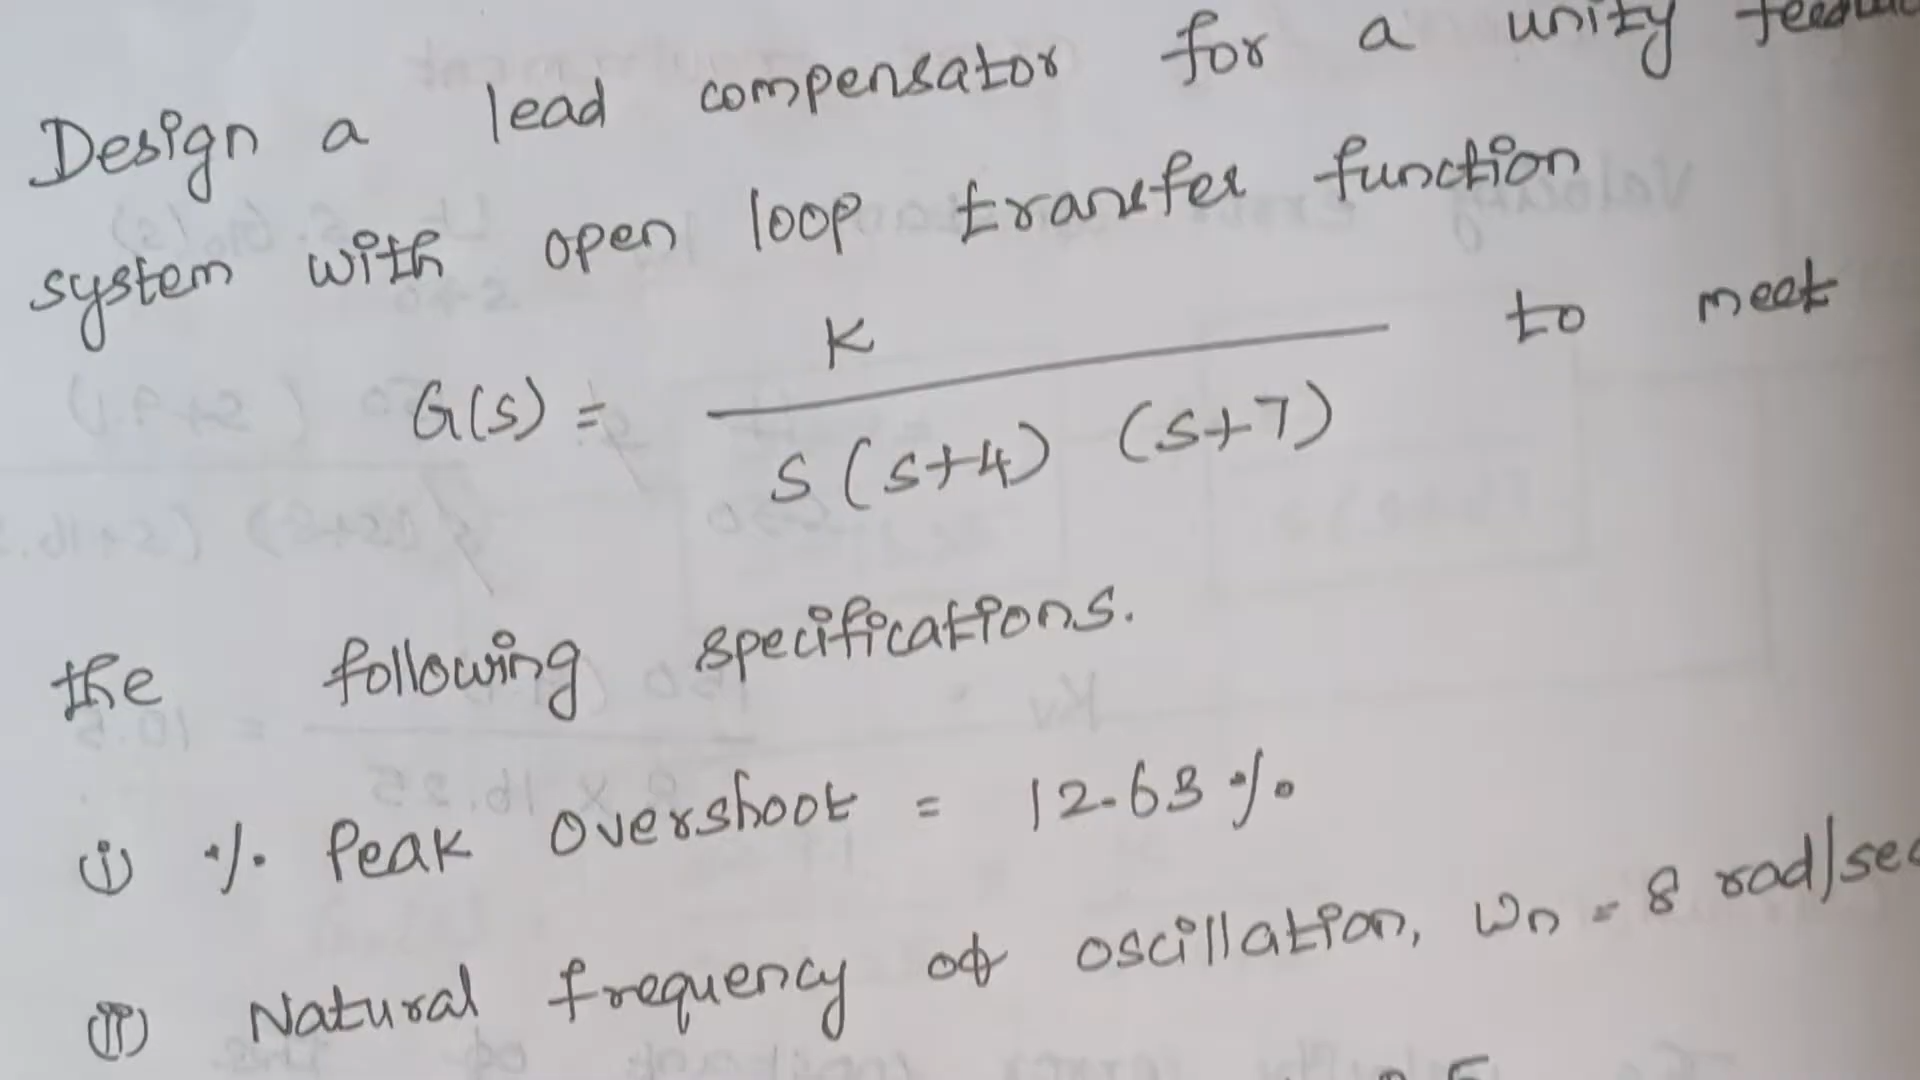 Design a lead compensator for a unity
system with open loop transfer function
G(s) = K / s(s+4) (s+7) to meet
the following specifications.
(i) % Peak overshoot = 12.63 %
(ii) Natural frequency of oscillation, ωn = 8 rad/sec